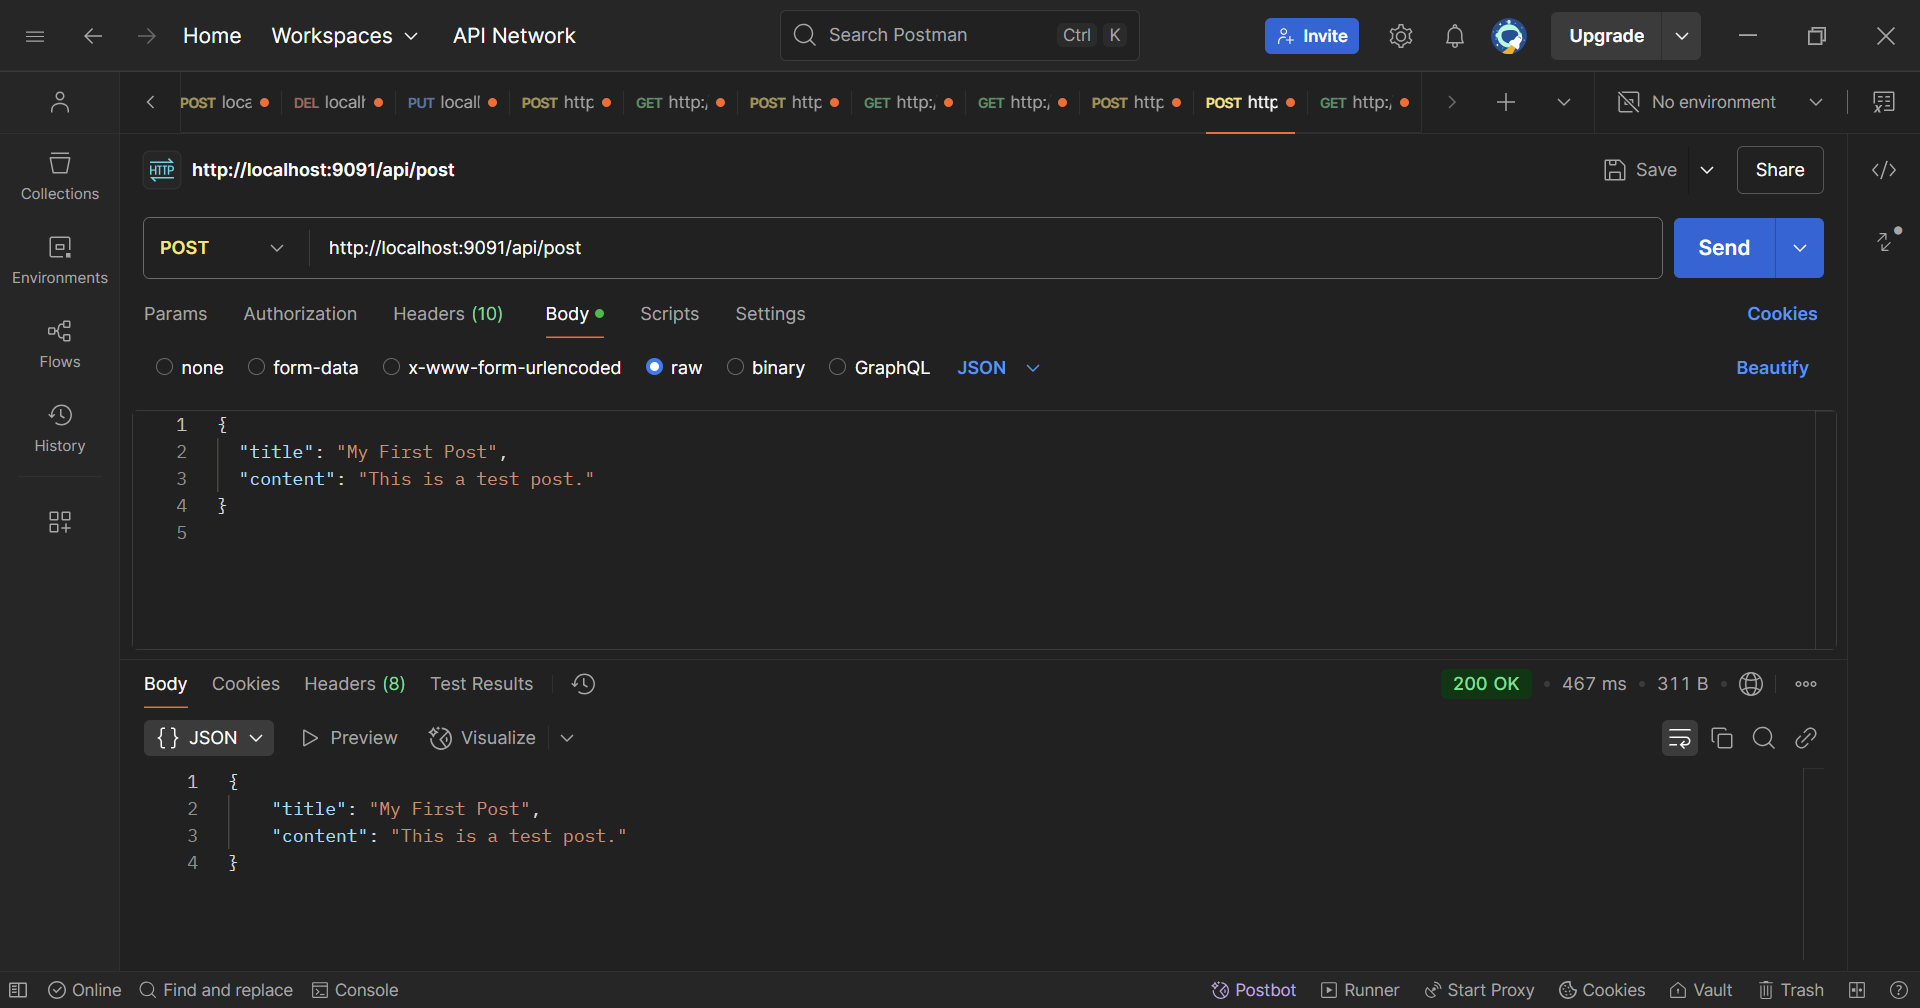 Home Workspaces API Network Search Postman Ctrl K Invite Upgrade
POST loca DEL locall PUT locall POST http GET http:/ POST http GET http:/ GET http:/ POST http POST http GET http:/ No environment
HTTP http://localhost:9091/api/post Save Share
POST http://localhost:9091/api/post Send
Params Authorization Headers (10) Body Scripts Settings Cookies
none form-data x-www-form-urlencoded raw binary GraphQL JSON Beautify
Collections
Environments
Flows
History
1 {
2 "title": "My First Post",
3 "content": "This is a test post."
4 }
5
Body Cookies Headers (8) Test Results 200 OK • 467 ms • 311 B •
{} JSON Preview Visualize
1 {
2 "title": "My First Post",
3 "content": "This is a test post."
4 }
Online Find and replace Console Postbot Runner Start Proxy Cookies Vault Trash